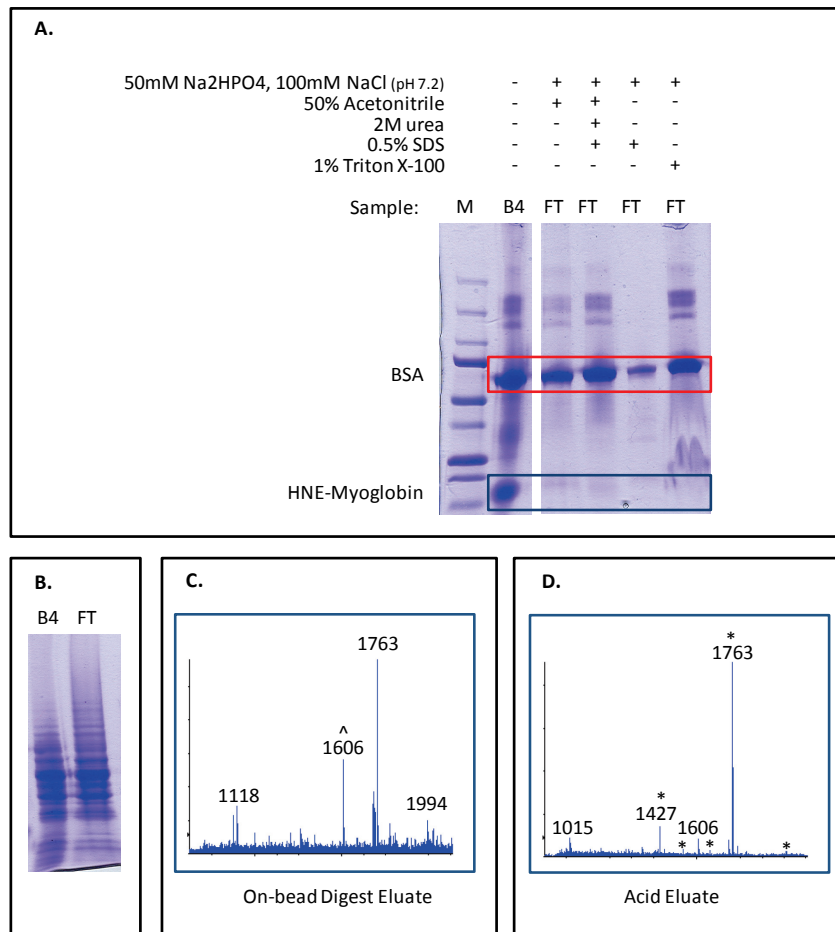 A.
50mM Na2HPO4, 100mM NaCl (pH 7.2) - + + + +
50% Acetonitrile - + + - -
2M urea - - + - -
0.5% SDS - - + + -
1% Triton X-100 - - - - +
Sample: M B4 FT FT FT FT
BSA
HNE-Myoglobin
B.
B4 FT
C.
1763
^
1606
1118
1994
On-bead Digest Eluate
D.
*
1763
*
1427
1606
1015
* * *
Acid Eluate